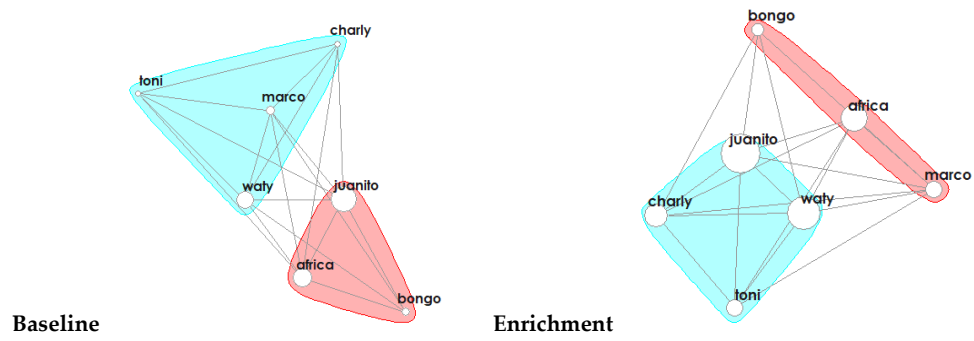 charly
toni
marco
waty
juanito
africa
bongo
Baseline
bongo
africa
juanito
marco
charly
waty
toni
Enrichment